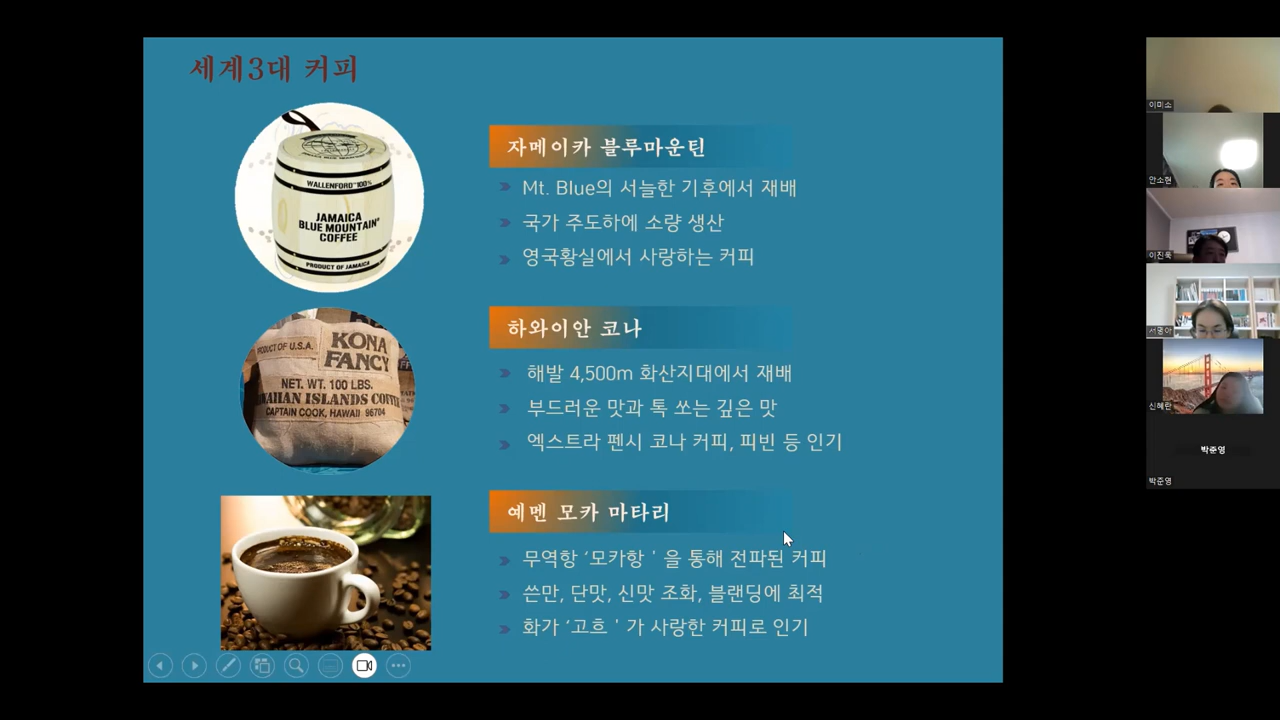 세계3대 커피
WALLENFORD 100%
JAMAICA
BLUE MOUNTAIN®
COFFEE
PRODUCT OF JAMAICA
자메이카 블루마운틴
Mt. Blue의 서늘한 기후에서 재배
국가 주도하에 소량 생산
영국황실에서 사랑하는 커피
PRODUCT OF U.S.A.
KONA
FANCY
NET. WT. 100 LBS.
HAWAIIAN ISLANDS COFFEE
CAPTAIN COOK, HAWAII 96704
하와이안 코나
해발 4,500m 화산지대에서 재배
부드러운 맛과 톡 쏘는 깊은 맛
엑스트라 펜시 코나 커피, 피빈 등 인기
예멘 모카 마타리
무역항 ‘모카항 ' 을 통해 전파된 커피
쓴만, 단맛, 신맛 조화, 블랜딩에 최적
화가 ‘고흐 ' 가 사랑한 커피로 인기
이미소
안소현
이진욱
신혜란
박준영
박준영